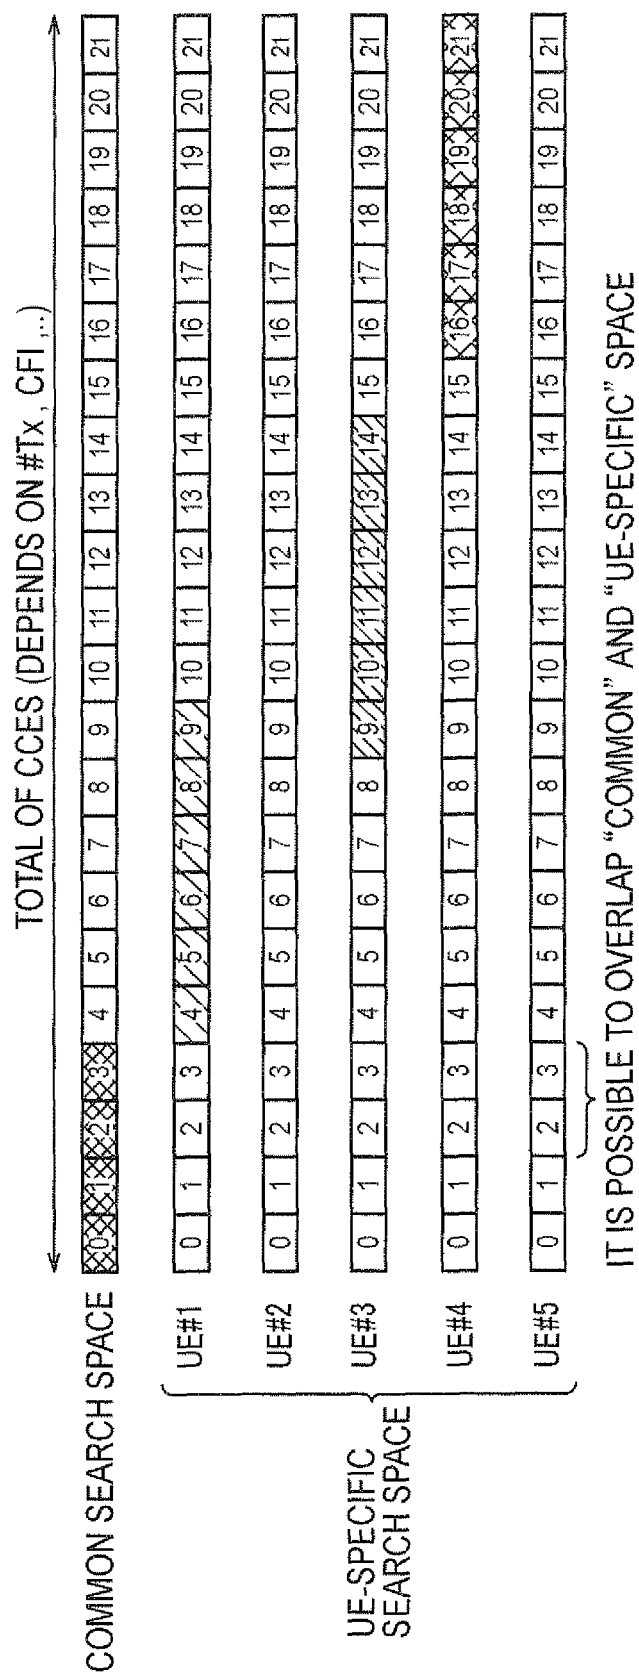 TOTAL OF CCES (DEPENDS ON #Tx, CFI ,..)
COMMON SEARCH SPACE 0 1 2 3 4 5 6 7 8 9 10 11 12 13 14 15 16 17 18 19 20 21
UE#1 0 1 2 3 4 5 6 7 8 9 10 11 12 13 14 15 16 17 18 19 20 21
UE#2 0 1 2 3 4 5 6 7 8 9 10 11 12 13 14 15 16 17 18 19 20 21
UE-SPECIFIC
SEARCH SPACE
UE#3 0 1 2 3 4 5 6 7 8 9 10 11 12 13 14 15 16 17 18 19 20 21
UE#4 0 1 2 3 4 5 6 7 8 9 10 11 12 13 14 15 16 17 18 19 20 21
UE#5 0 1 2 3 4 5 6 7 8 9 10 11 12 13 14 15 16 17 18 19 20 21
IT IS POSSIBLE TO OVERLAP “COMMON” AND “UE-SPECIFIC” SPACE